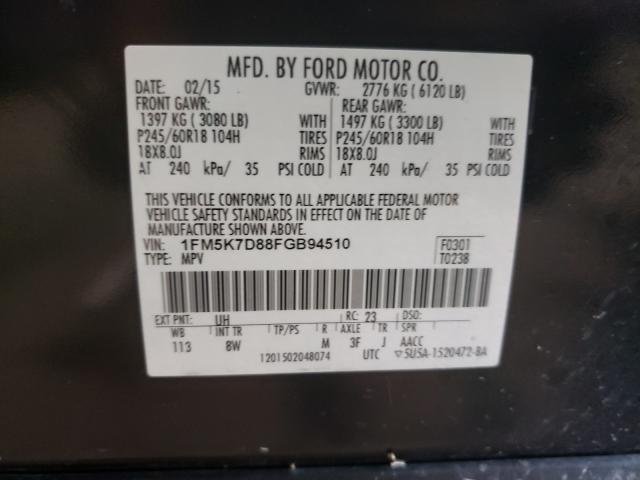 MFD. BY FORD MOTOR CO.
DATE: 02/15 GVWR: 2776 KG ( 6120 LB)
FRONT GAWR: REAR GAWR:
1397 KG ( 3080 LB) WITH 1497 KG ( 3300 LB) WITH
P245/60R18 104H TIRES P245/60R18 104H TIRES
18X8.0J RIMS 18X8.0J RIMS
AT 240 kPa/ 35 PSI COLD AT 240 kPa/ 35 PSI COLD
THIS VEHICLE CONFORMS TO ALL APPLICABLE FEDERAL MOTOR
VEHICLE SAFETY STANDARDS IN EFFECT ON THE DATE OF
MANUFACTURE SHOWN ABOVE.
VIN: 1FM5K7D88FGB94510 F0301
TYPE: MPV T0238
EXT PNT: UH RC: 23 DSO:
WB INT TR TP/PS R AXLE TR SPR
113 8W M 3F J AACC
1201502048074 UTC ▽SU5A-1520472-BA